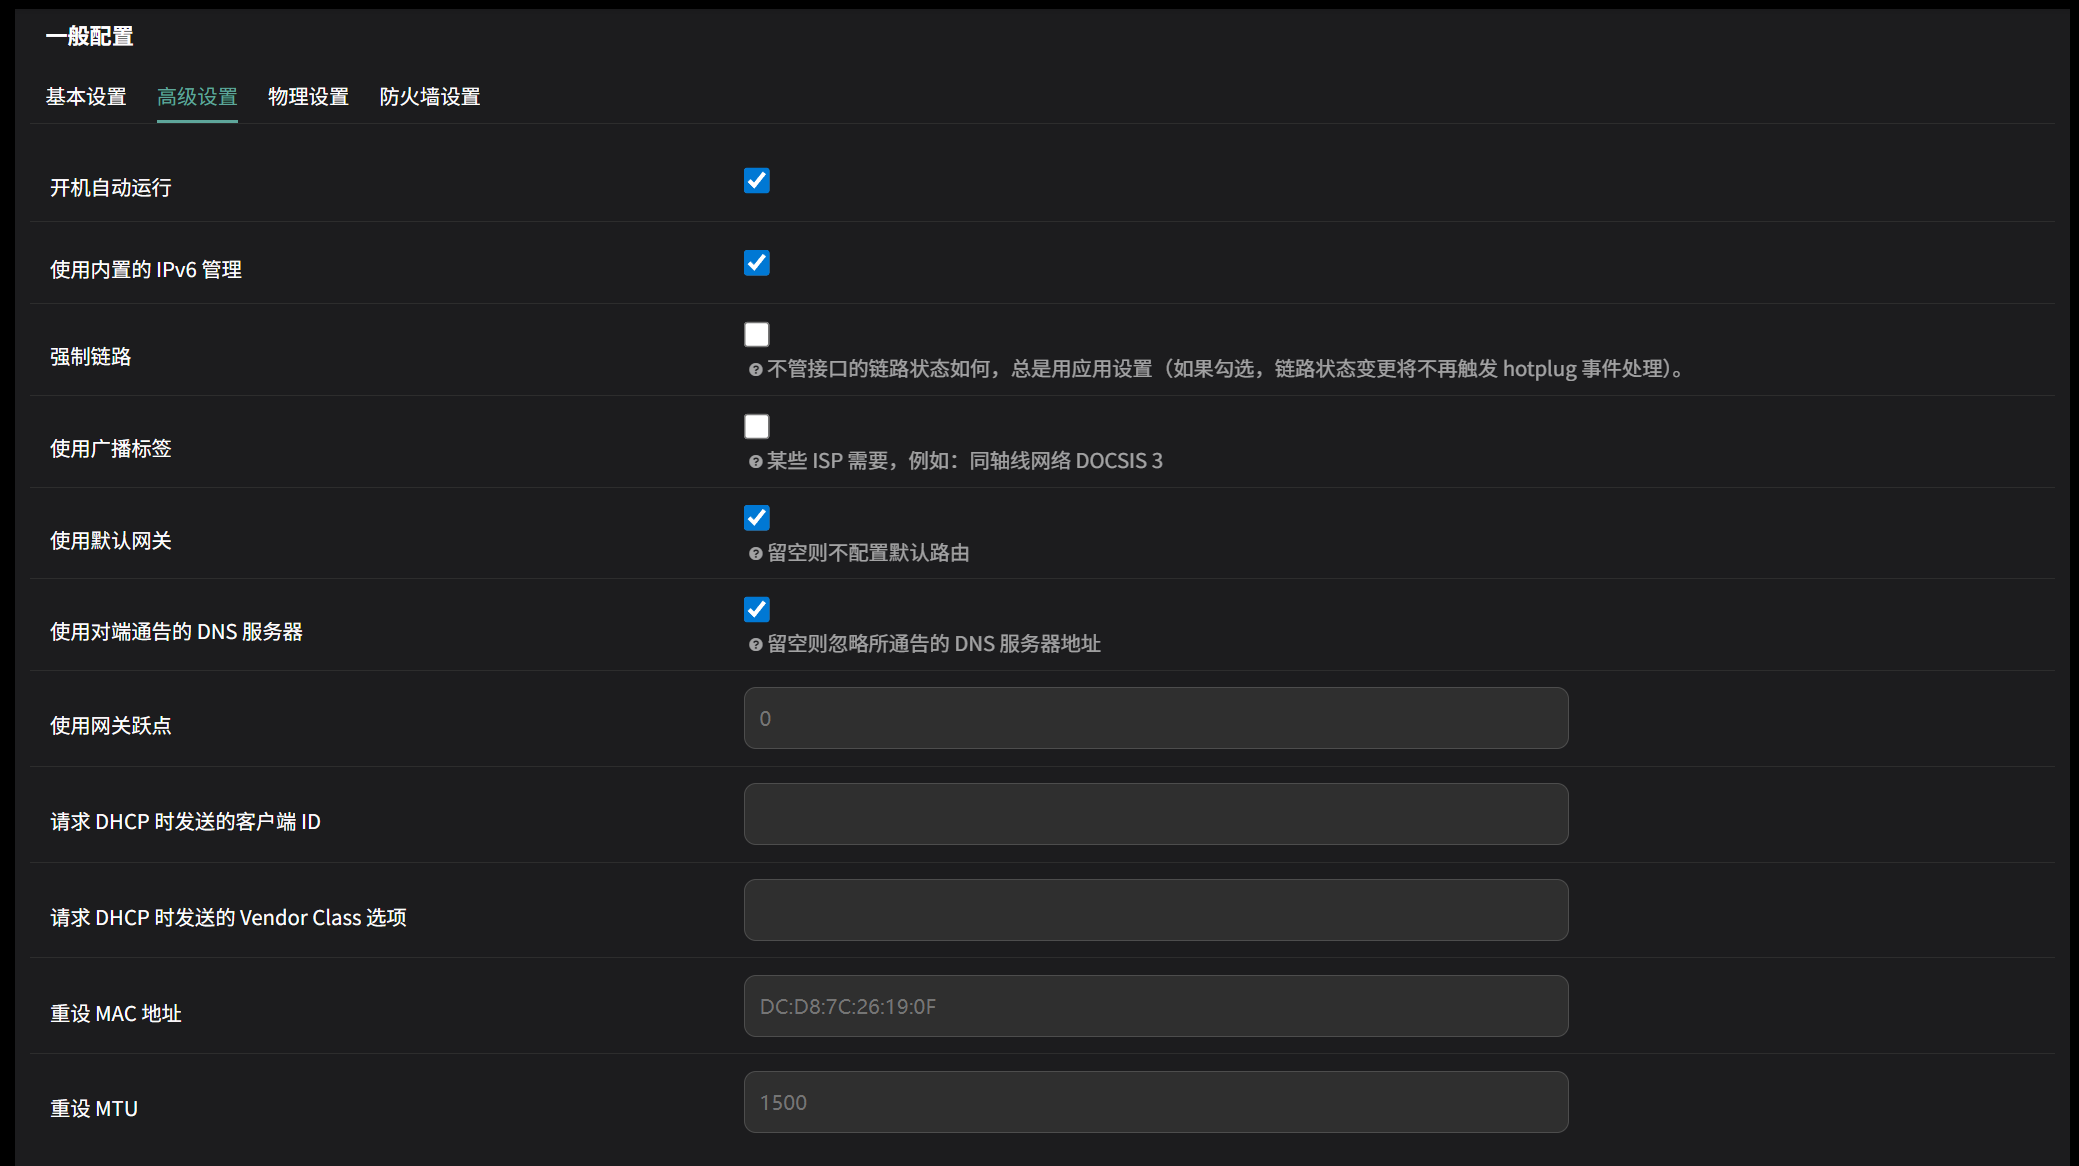 一般配置
基本设置 高级设置 物理设置 防火墙设置
开机自动运行
使用内置的 IPv6 管理
强制链路
不管接口的链路状态如何，总是用应用设置（如果勾选，链路状态变更将不再触发 hotplug 事件处理）。
使用广播标签
某些 ISP 需要，例如：同轴线网络 DOCSIS 3
使用默认网关
留空则不配置默认路由
使用对端通告的 DNS 服务器
留空则忽略所通告的 DNS 服务器地址
使用网关跃点
0
请求 DHCP 时发送的客户端 ID
请求 DHCP 时发送的 Vendor Class 选项
重设 MAC 地址
DC:D8:7C:26:19:0F
重设 MTU
1500